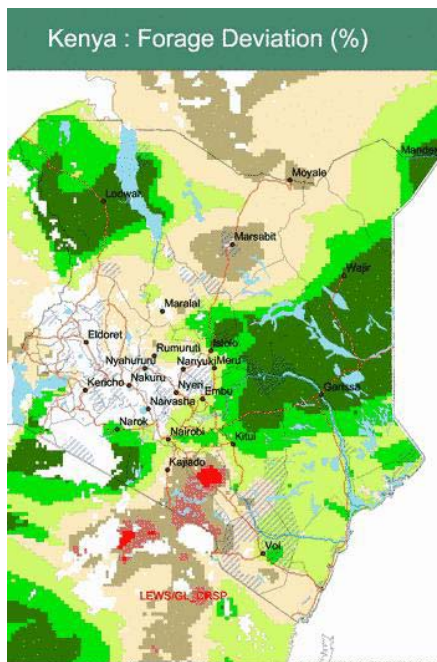 Kenya : Forage Deviation (%)
Moyale
Lodwar
Marsabit
Wajir
Maralal
Eldoret
Rumuruti
Isiolo
Nyahururu
Nanyuki
Meru
Nakuru
Kericho
Nyeri
Embu
Garissa
Naivasha
Narok
Nairobi
Kitui
Kajiado
Voi
LEWS/GL_CRSP